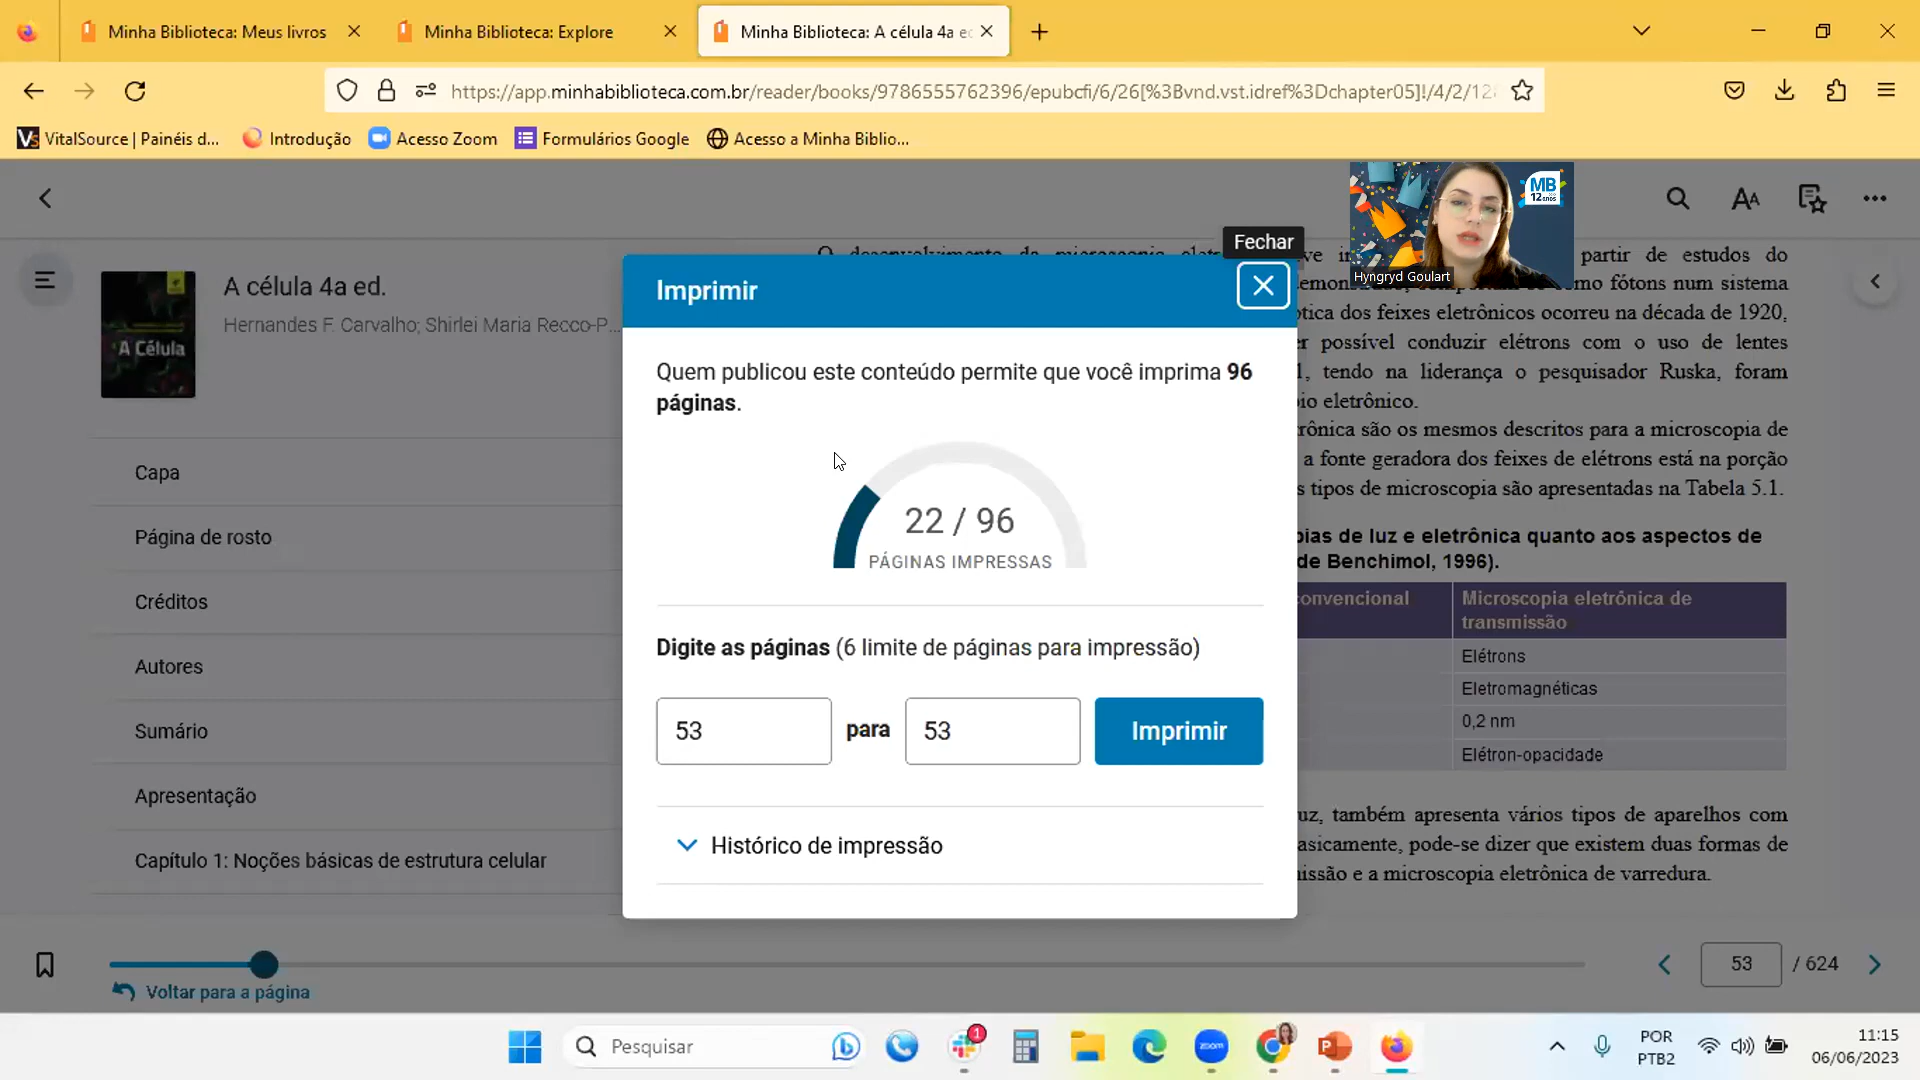 Minha Biblioteca: Meus livros
Minha Biblioteca: Explore
Minha Biblioteca: A célula 4a ed
https://app.minhabiblioteca.com.br/reader/books/9786555762396/epubcfi/6/26[%3Bvnd.vst.idref%3Dchapter05]!/4/2/12
VitalSource | Painéis d...
Introdução
Acesso Zoom
Formulários Google
Acesso a Minha Biblio...
MB
12 anos
Hyngryd Goulart
A célula 4a ed.
Hernandes F. Carvalho; Shirlei Maria Recco-P...
A Célula
Capa
Página de rosto
Créditos
Autores
Sumário
Apresentação
Capítulo 1: Noções básicas de estrutura celular
Fechar
Imprimir
Quem publicou este conteúdo permite que você imprima 96
páginas.
22 / 96
PÁGINAS IMPRESSAS
Digite as páginas (6 limite de páginas para impressão)
53 para 53 Imprimir
Histórico de impressão
partir de estudos do
mo fótons num sistema
tica dos feixes eletrônicos ocorreu na década de 1920,
possível conduzir elétrons com o uso de lentes
1, tendo na liderança o pesquisador Ruska, foram
io eletrônico.
rônica são os mesmos descritos para a microscopia de
a fonte geradora dos feixes de elétrons está na porção
s tipos de microscopia são apresentadas na Tabela 5.1.
ias de luz e eletrônica quanto aos aspectos de
de Benchimol, 1996).
convencional
Microscopia eletrônica de
transmissão
Elétrons
Eletromagnéticas
0,2 nm
Elétron-opacidade
uz, também apresenta vários tipos de aparelhos com
asicamente, pode-se dizer que existem duas formas de
issão e a microscopia eletrônica de varredura.
Voltar para a página
53 / 624
Pesquisar
1
zoom
POR
PTB2
11:15
06/06/2023